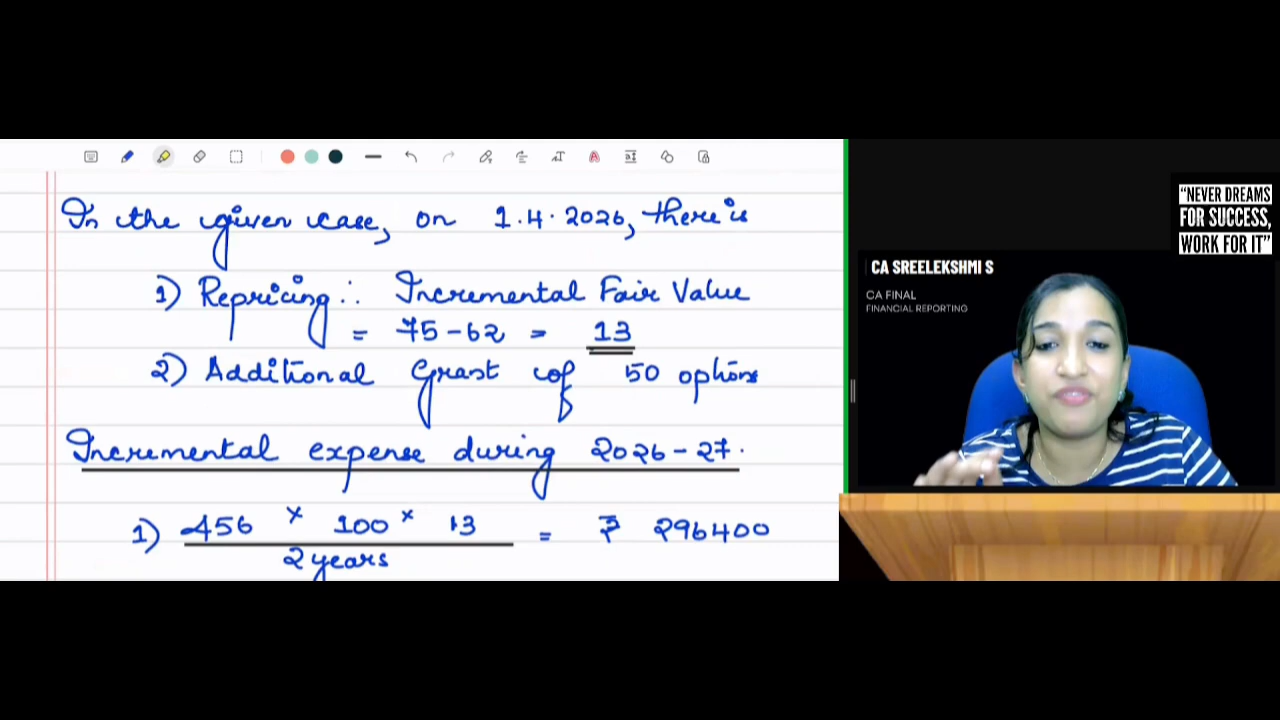 In the given case, on 1.4.2026, there is
1) Repricing ∴ Incremental Fair Value
= 75-62 = 13
2) Additional Grant of 50 options
Incremental expense during 2026-27.
1) 456 × 100 × 13 = ₹ 296400
2 years
"NEVER DREAMS
FOR SUCCESS,
WORK FOR IT"
CA SREELEKSHMI S
CA FINAL
FINANCIAL REPORTING